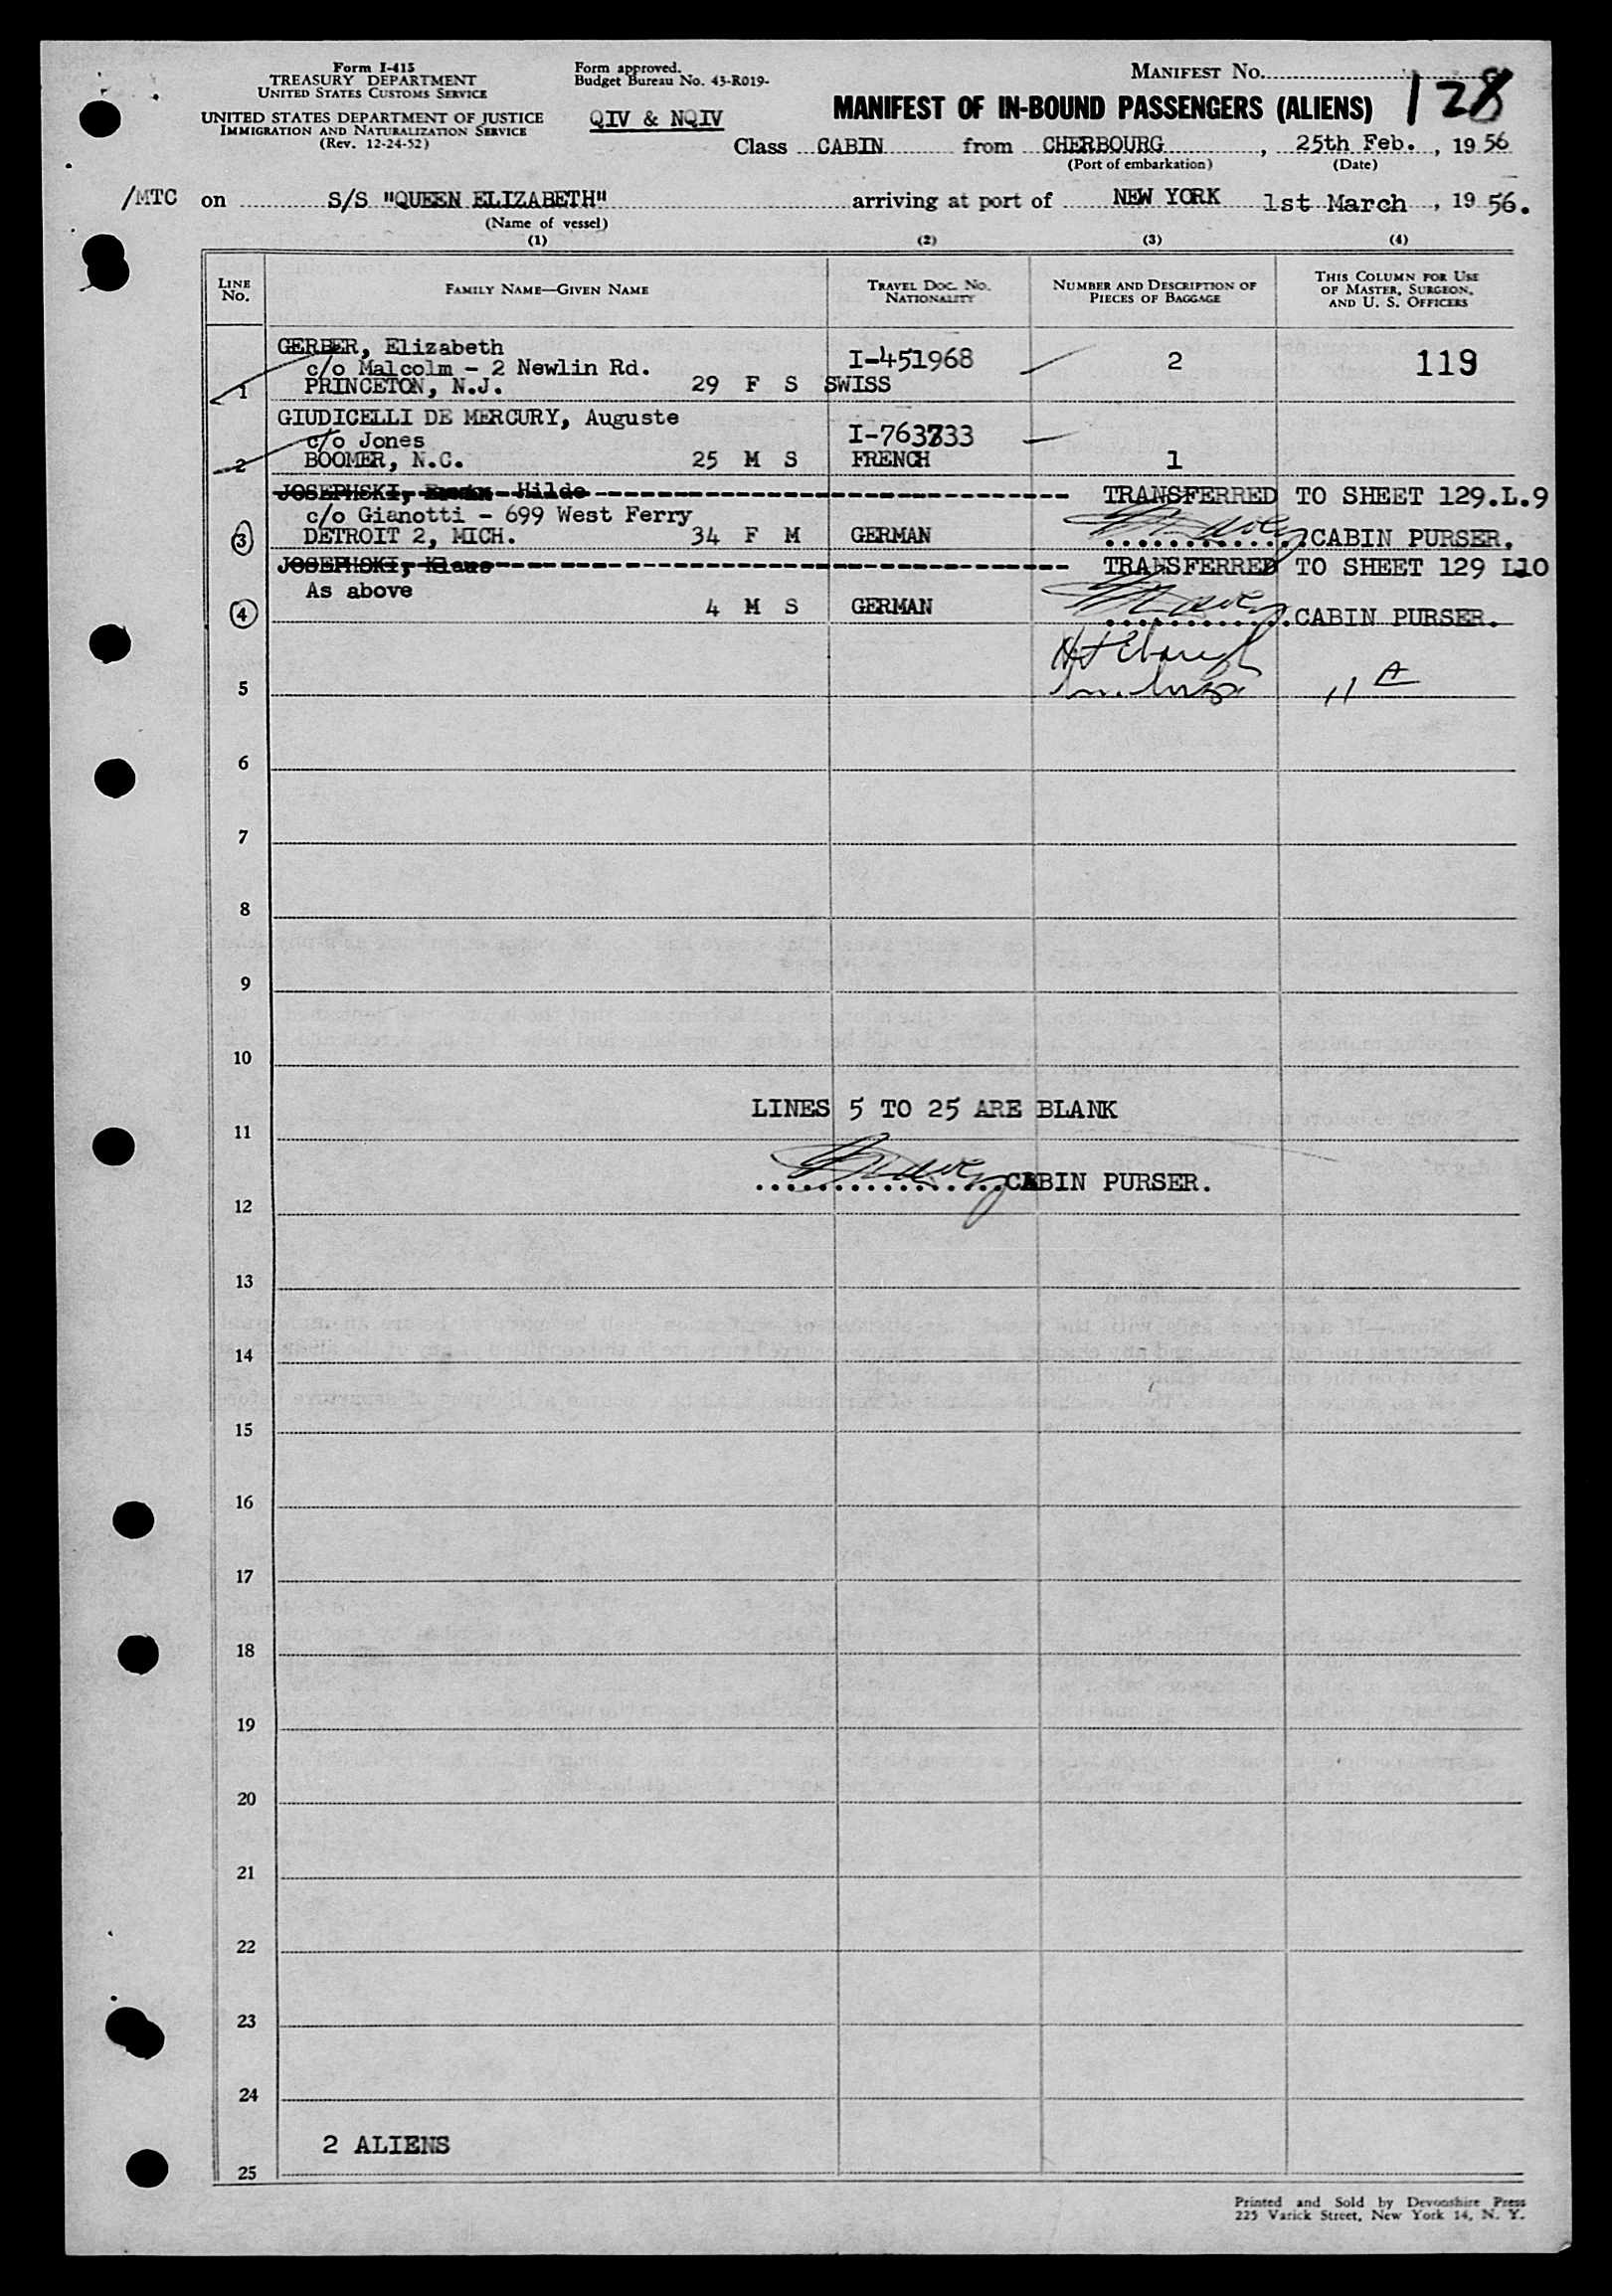 Form I-415
TREASURY DEPARTMENT
UNITED STATES CUSTOMS SERVICE
UNITED STATES DEPARTMENT OF JUSTICE
IMMIGRATION AND NATURALIZATION SERVICE
(Rev. 12-24-52)
Form approved.
Budget Bureau No. 43-R019-
QIV & NQIV
MANIFEST NO. 128
MANIFEST OF IN-BOUND PASSENGERS (ALIENS)
Class CABIN from CHERBOURG, 25th Feb., 1956
(Port of embarkation) (Date)
/MTC on S/S "QUEEN ELIZABETH" arriving at port of NEW YORK 1st March, 1956.
(Name of vessel)
(1) (2) (3) (4)
LINE NO. FAMILY NAME—GIVEN NAME TRAVEL DOC. NO. NATIONALITY NUMBER AND DESCRIPTION OF PIECES OF BAGGAGE THIS COLUMN FOR USE OF MASTER, SURGEON, AND U. S. OFFICERS
GERBER, Elizabeth
c/o Malcolm - 2 Newlin Rd. I-451968 2 119
1 PRINCETON, N.J. 29 F S SWISS
GIUDICELLI DE MERCURY, Auguste
c/o Jones I-763733
2 BOOMER, N.C. 25 M S FRENCH 1
JOSEPHSKI, Hilde TRANSFERRED TO SHEET 129.L.9
c/o Gianotti - 699 West Ferry
3 DETROIT 2, MICH. 34 F M GERMAN CABIN PURSER.
JOSEPHSKI, Klaus TRANSFERRED TO SHEET 129 L10
As above
4 4 M S GERMAN CABIN PURSER.
5 11 A
6
7
8
9
10
LINES 5 TO 25 ARE BLANK
11
CABIN PURSER.
12
13
14
15
16
17
18
19
20
21
22
23
24
2 ALIENS
25
Printed and Sold by Devonshire Press
225 Varick Street, New York 14, N. Y.